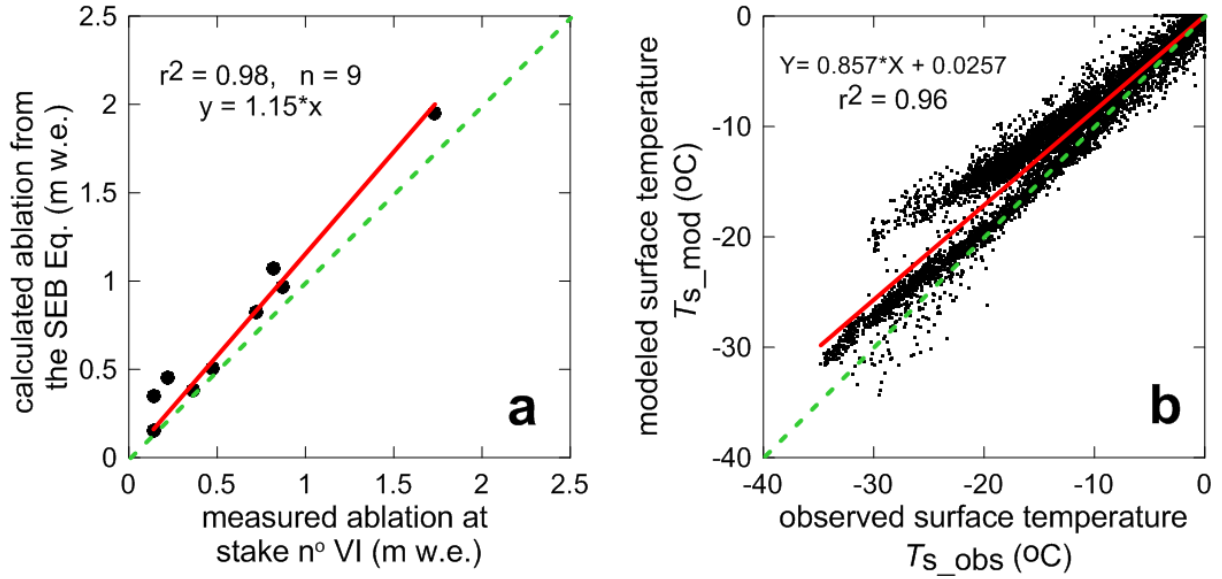 calculated ablation from
the SEB Eq. (m w.e.)
2.5
2
1.5
1
0.5
0
r² = 0.98, n = 9
y = 1.15*x
a
0 0.5 1 1.5 2 2.5
measured ablation at
stake nº VI (m w.e.)
modeled surface temperature
Ts_mod (oC)
0
-10
-20
-30
-40
Y= 0.857*X + 0.0257
r² = 0.96
b
-40 -30 -20 -10 0
observed surface temperature
Ts_obs (oC)